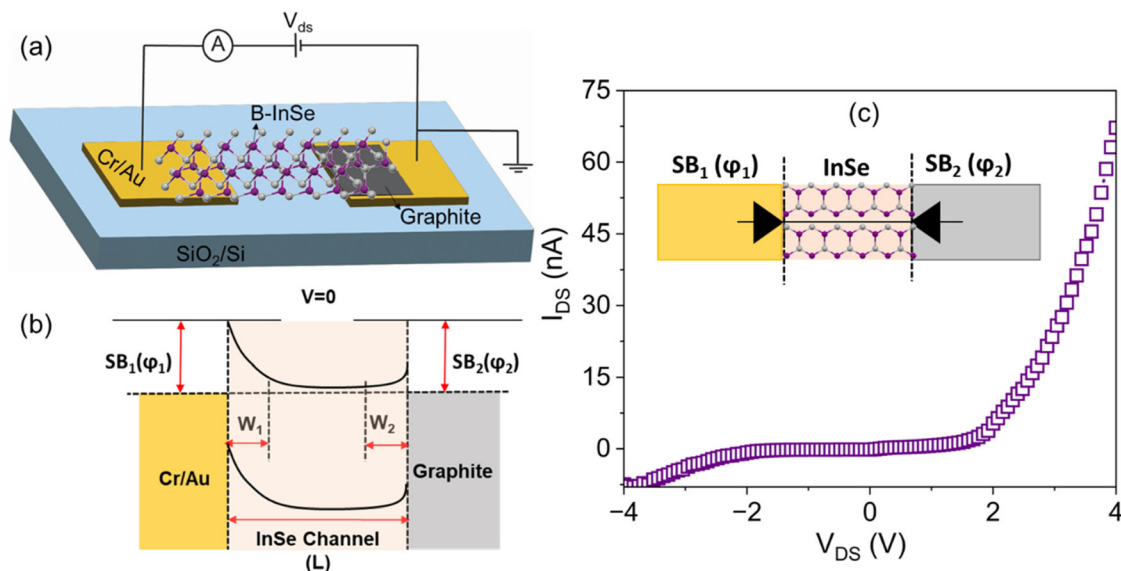 (a)
V_ds
A
B-InSe
Cr/Au
Graphite
SiO₂/Si
(b)
V=0
SB₁(φ₁)
SB₂(φ₂)
W₁
W₂
Cr/Au
Graphite
InSe Channel
(L)
(c)
SB₁ (φ₁)
InSe
SB₂ (φ₂)
I_DS (nA)
75
60
45
30
15
0
−4
−2
0
2
4
V_DS (V)